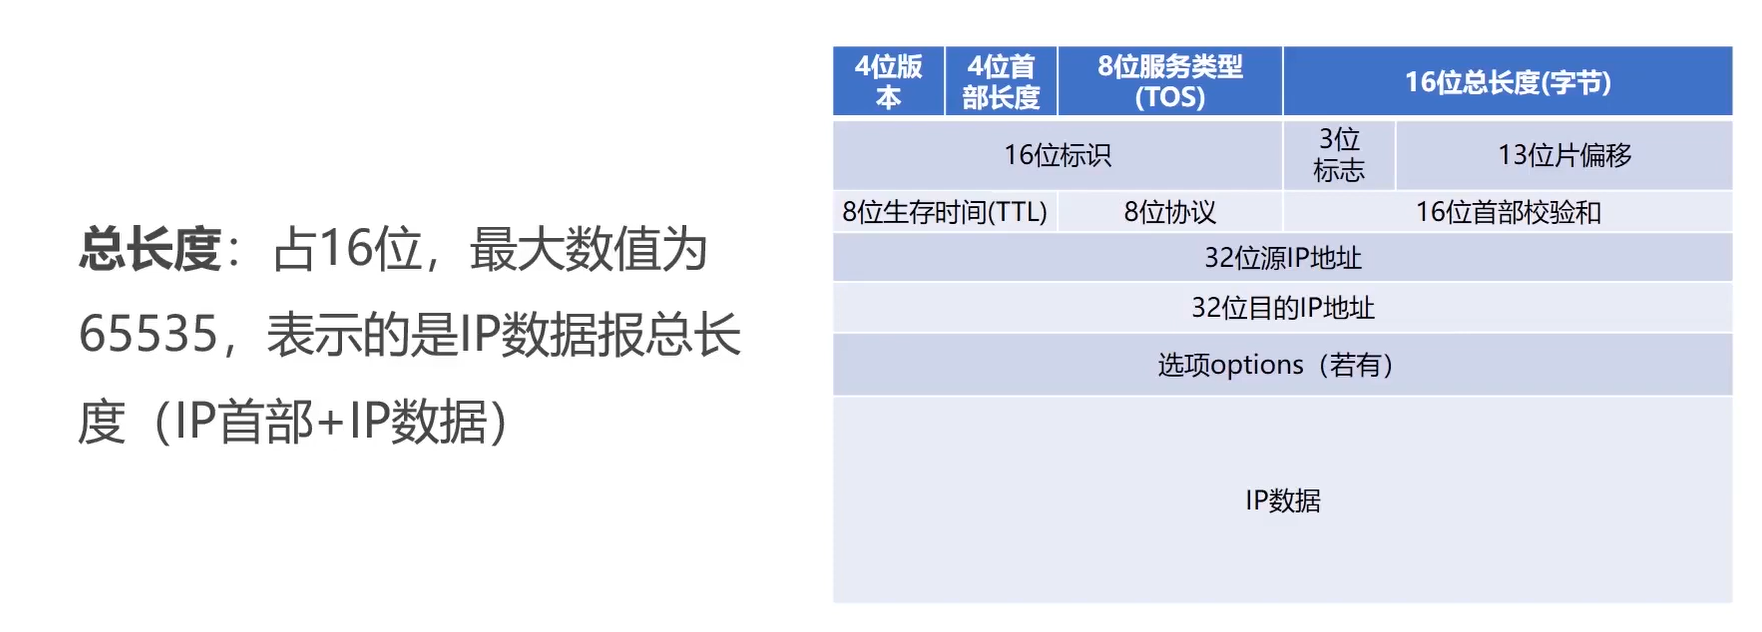 总长度：占16位，最大数值为
65535，表示的是IP数据报总长
度（IP首部+IP数据）
4位版
本
4位首
部长度
8位服务类型
(TOS)
16位总长度(字节)
16位标识
3位
标志
13位片偏移
8位生存时间(TTL)
8位协议
16位首部校验和
32位源IP地址
32位目的IP地址
选项options（若有）
IP数据